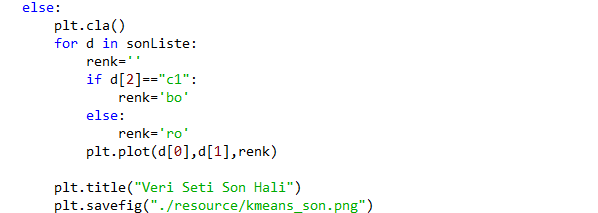 else:
    plt.cla()
    for d in sonListe:
        renk=''
        if d[2]=="c1":
            renk='bo'
        else:
            renk='ro'
        plt.plot(d[0],d[1],renk)

    plt.title("Veri Seti Son Hali")
    plt.savefig("./resource/kmeans_son.png")